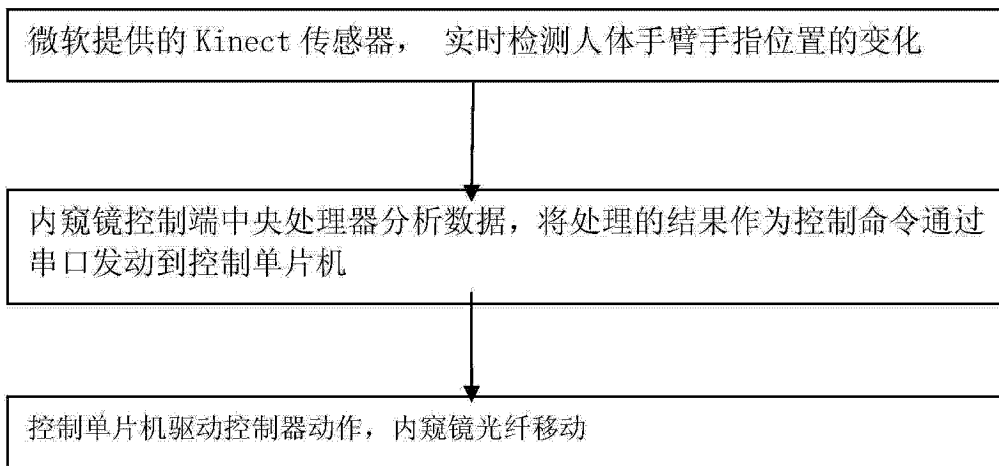 微软提供的 Kinect 传感器， 实时检测人体手臂手指位置的变化
内窥镜控制端中央处理器分析数据，将处理的结果作为控制命令通过
串口发动到控制单片机
控制单片机驱动控制器动作，内窥镜光纤移动